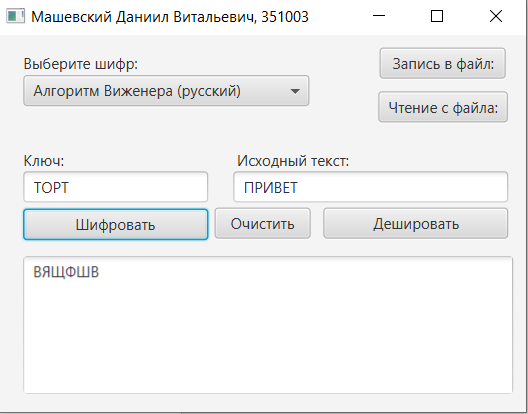 Машевский Даниил Витальевич, 351003
Выберите шифр:
Алгоритм Виженера (русский)
Запись в файл:
Чтение с файла:
Ключ:
Исходный текст:
ТОРТ
ПРИВЕТ
Шифровать
Очистить
Дешировать
ВЯЩФШВ